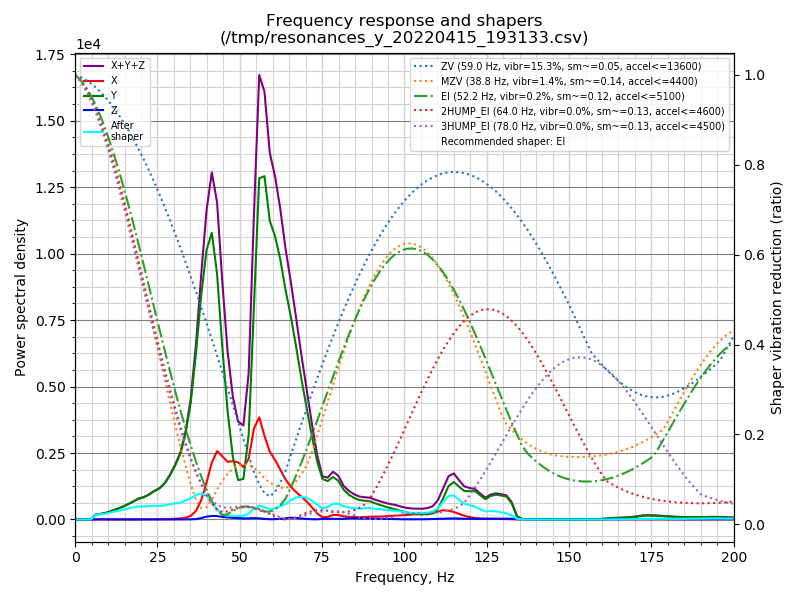 Frequency response and shapers
(/tmp/resonances_y_20220415_193133.csv)
1e4
1.75
1.50
1.25
1.00
0.75
0.50
0.25
0.00
Power spectral density
X+Y+Z
X
Y
Z
After
shaper
ZV (59.0 Hz, vibr=15.3%, sm~=0.05, accel<=13600)
MZV (38.8 Hz, vibr=1.4%, sm~=0.14, accel<=4400)
EI (52.2 Hz, vibr=0.2%, sm~=0.12, accel<=5100)
2HUMP_EI (64.0 Hz, vibr=0.0%, sm~=0.13, accel<=4600)
3HUMP_EI (78.0 Hz, vibr=0.0%, sm~=0.13, accel<=4500)
Recommended shaper: EI
1.0
0.8
0.6
0.4
0.2
0.0
Shaper vibration reduction (ratio)
0 25 50 75 100 125 150 175 200
Frequency, Hz